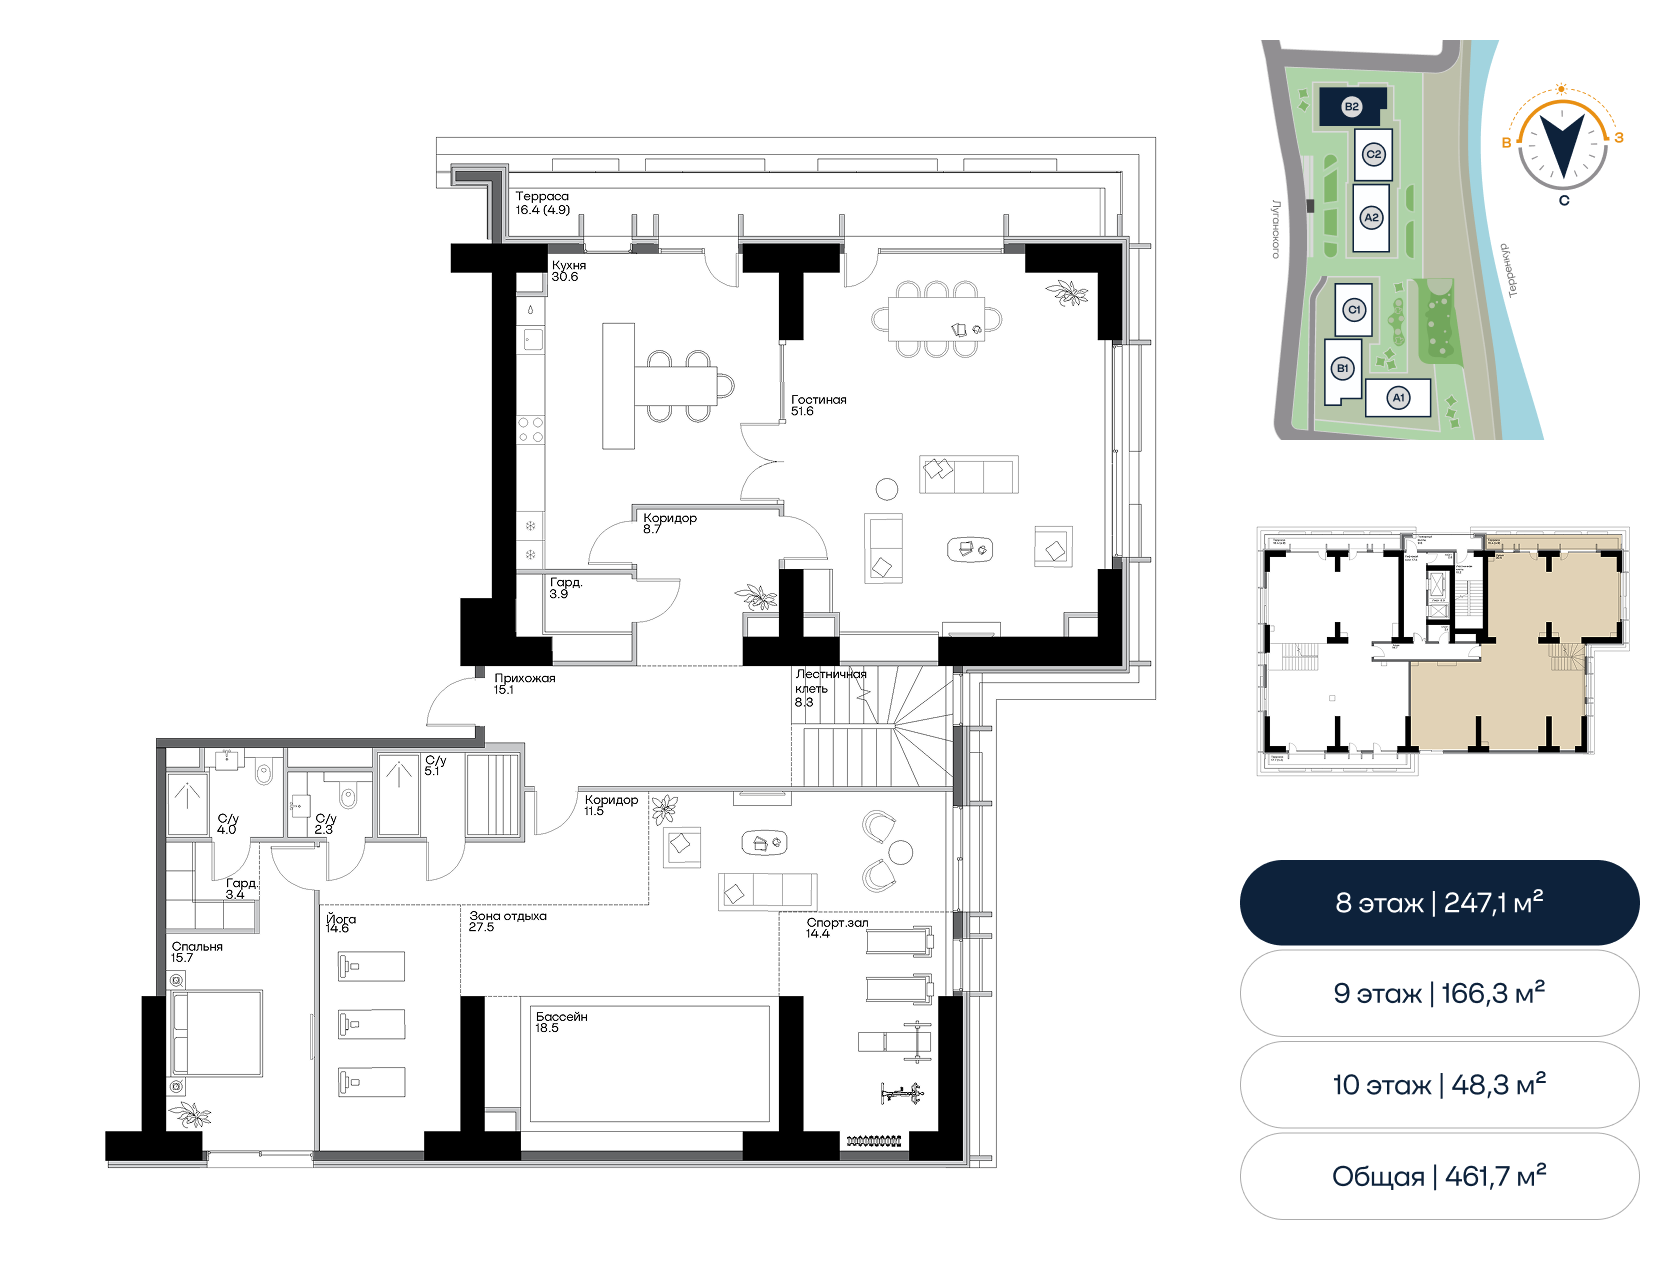 Терраса
16.4 (4.9)
Кухня
30.6
Гостиная
51.6
Коридор
8.7
Гард.
3.9
Прихожая
15.1
Лестничная
клеть
8.3
С/у
5.1
С/у
4.0
С/у
2.3
Коридор
11.5
Гард.
3.4
Йога
14.6
Зона отдыха
27.5
Спорт.зал
14.4
Спальня
15.7
Бассейн
18.5
B2
C2
A2
C1
B1
A1
Луганского
Терренкур
В
З
С
8 этаж | 247,1 м²
9 этаж | 166,3 м²
10 этаж | 48,3 м²
Общая | 461,7 м²